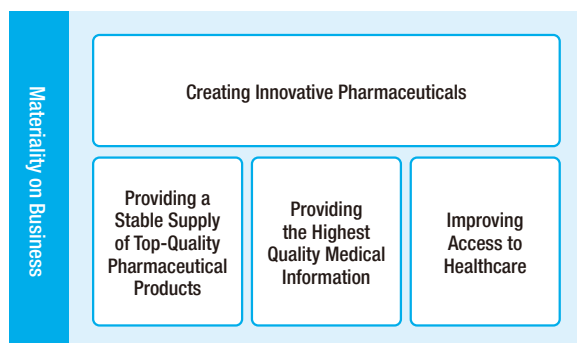 Materiality on Business
Creating Innovative Pharmaceuticals
Providing a
Stable Supply
of Top-Quality
Pharmaceutical
Products
Providing
the Highest
Quality Medical
Information
Improving
Access to
Healthcare